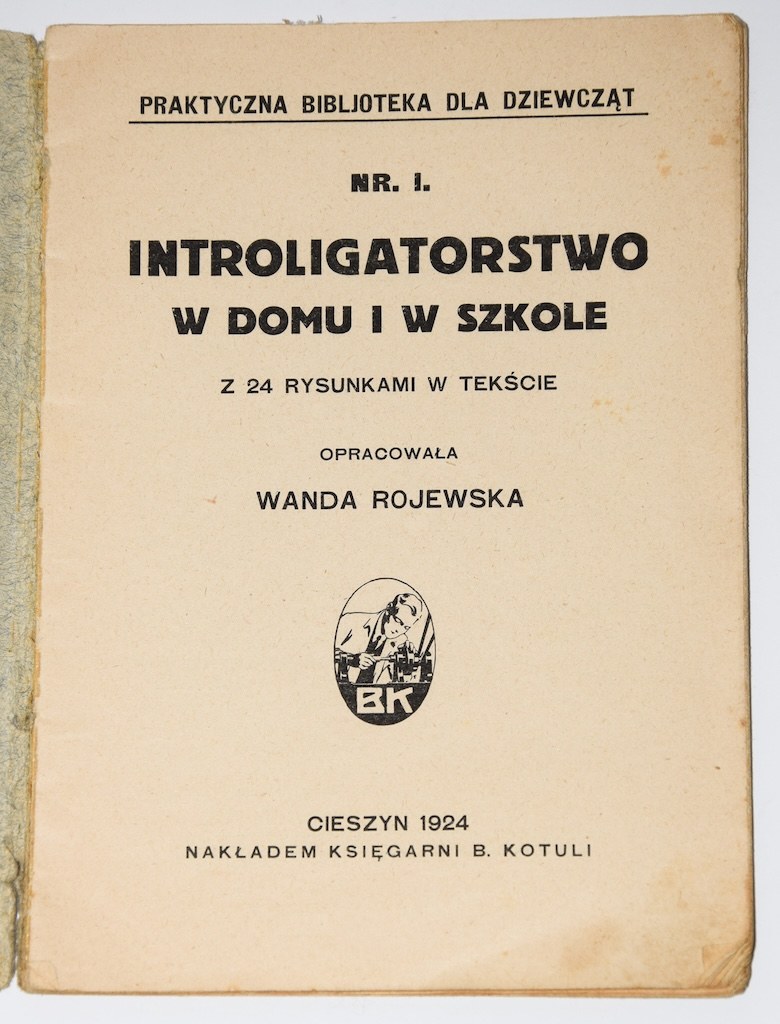 PRAKTYCZNA BIBLJOTEKA DLA DZIEWCZĄT
NR. I.
INTROLIGATORSTWO
W DOMU I W SZKOLE
Z 24 RYSUNKAMI W TEKŚCIE
OPRACOWAŁA
WANDA ROJEWSKA
BK
CIESZYN 1924
NAKŁADEM KSIĘGARNI B. KOTULI